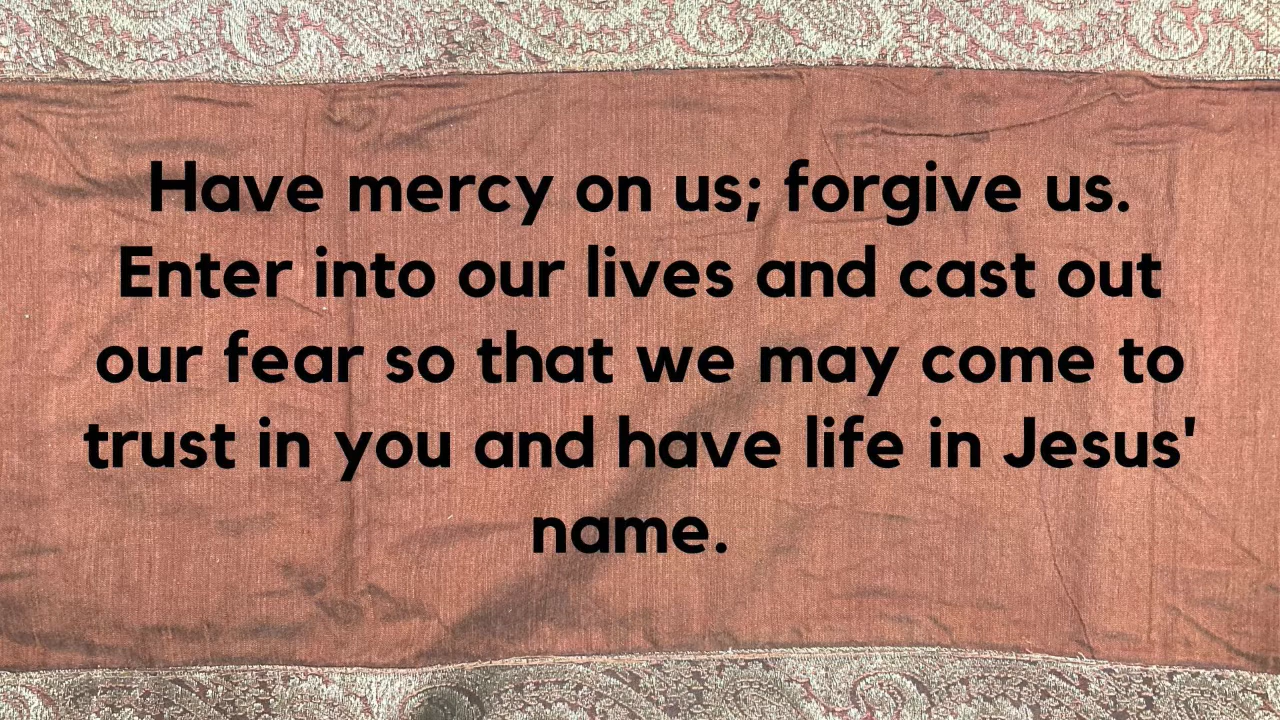 Have mercy on us; forgive us.
Enter into our lives and cast out
our fear so that we may come to
trust in you and have life in Jesus'
name.